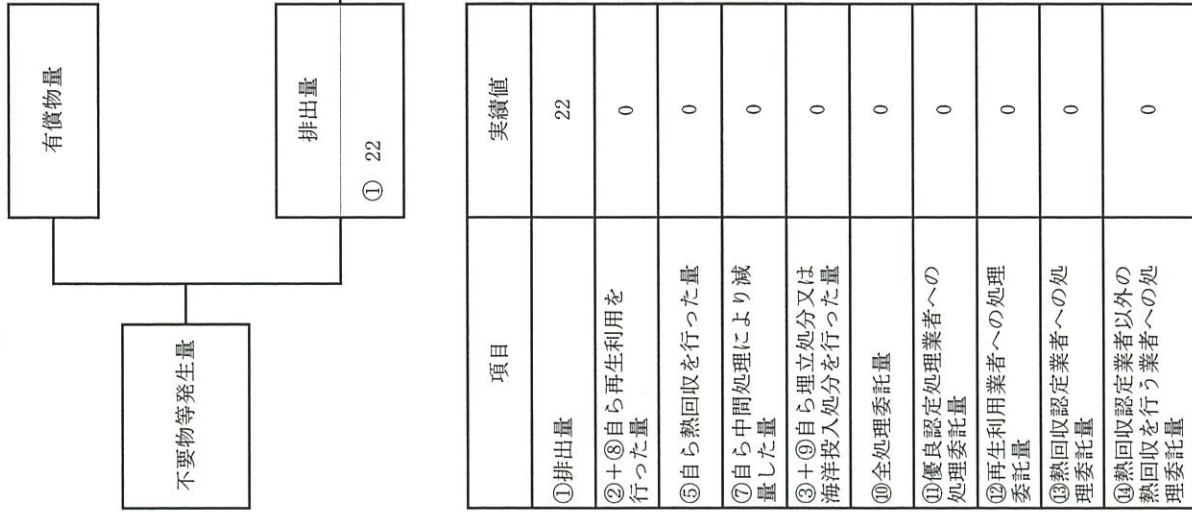 不要物等発生量
有償物量
排出量
① 22
項目
実績値
①排出量
22
②+⑧自ら再生利用を
行った量
0
⑤自ら熱回収を行った量
0
⑦自ら中間処理により減
量した量
0
③+⑨自ら埋立処分又は
海洋投入処分を行った量
0
⑩全処理委託量
0
⑪優良認定処理業者への
処理委託量
0
⑫再生利用業者への処理
委託量
0
⑬熱回収認定業者への処
理委託量
0
⑭熱回収認定業者以外の
熱回収を行う業者への処
理委託量
0